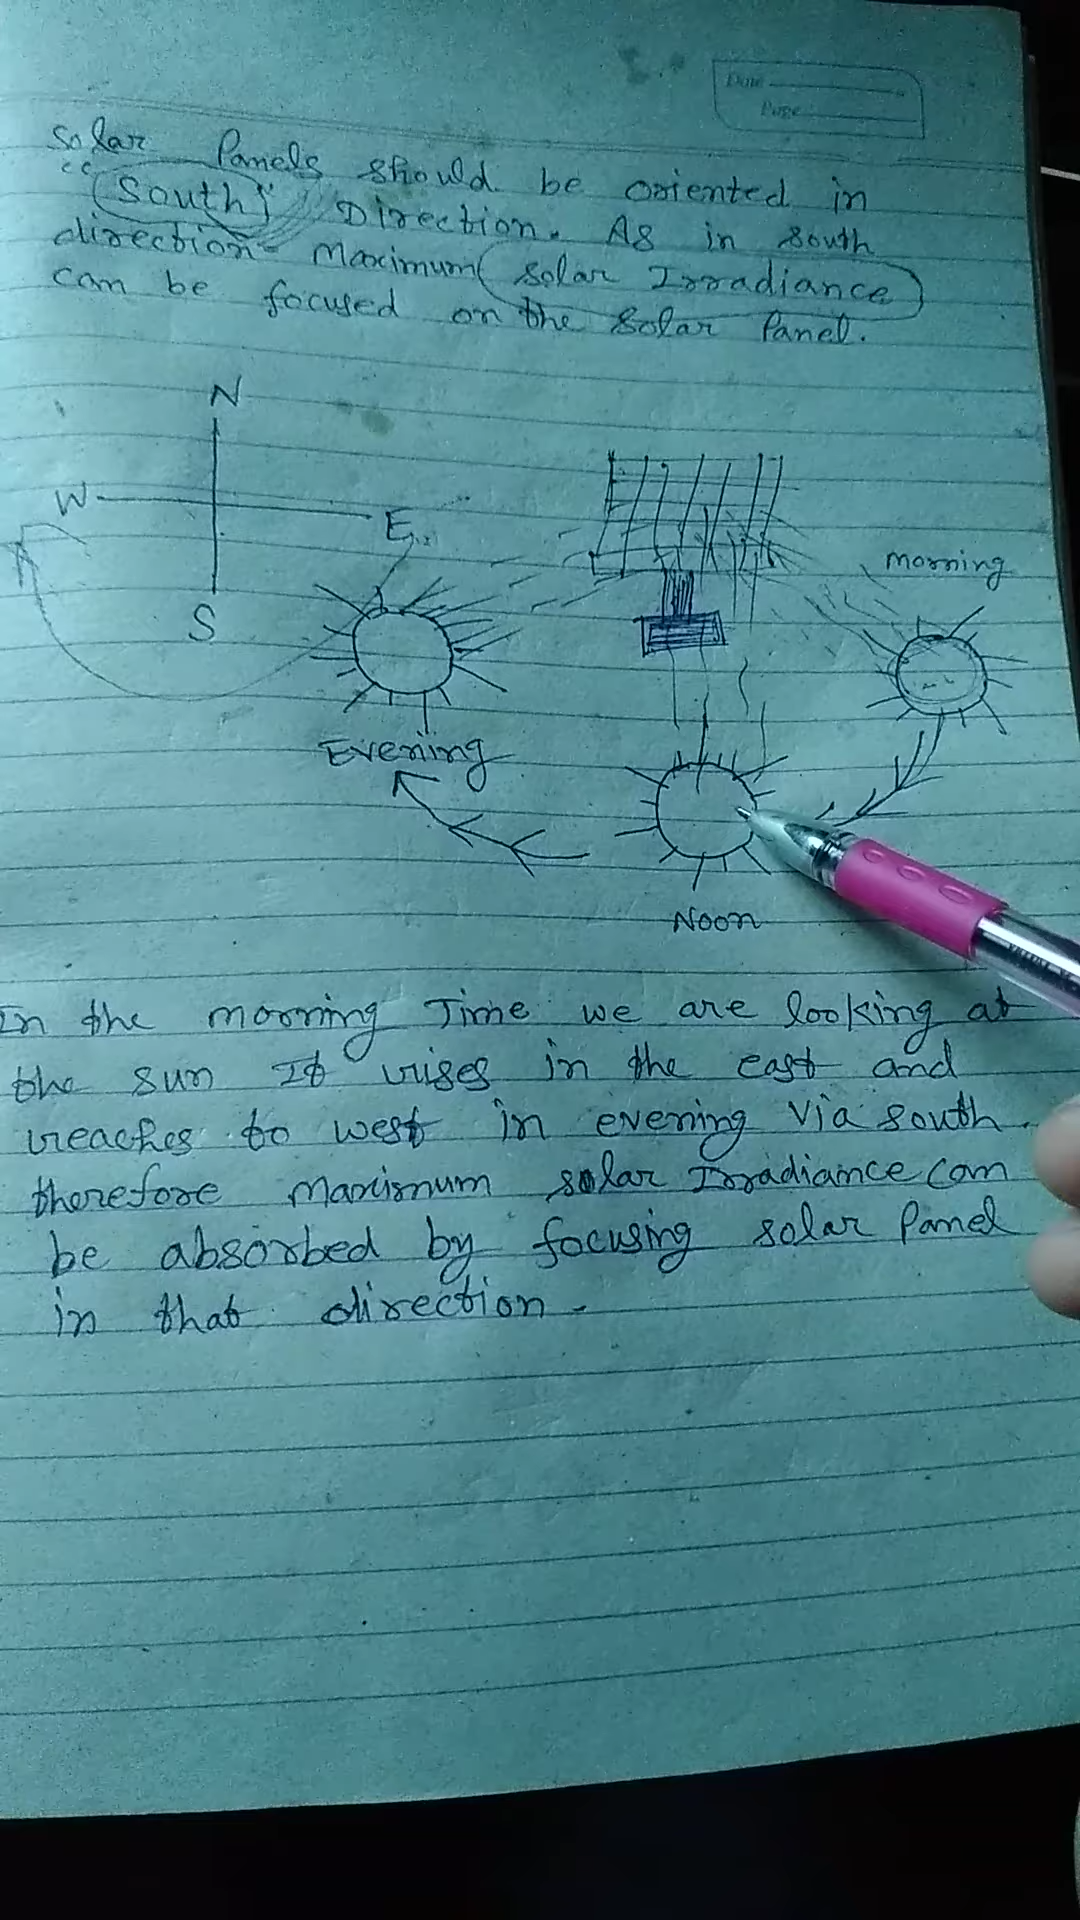 Date
Page
Solar Panels should be oriented in
"South" Direction. As in south
direction - Maximum (Solar Irradiance)
can be focused on the Solar Panel.
N
W
E
S
morning
Evening
Noon
In the morning Time we are looking at
the sun It rises in the east and
reaches to west in evening via south.
therefore maximum solar Irradiance can
be absorbed by focusing solar Panel
in that direction -